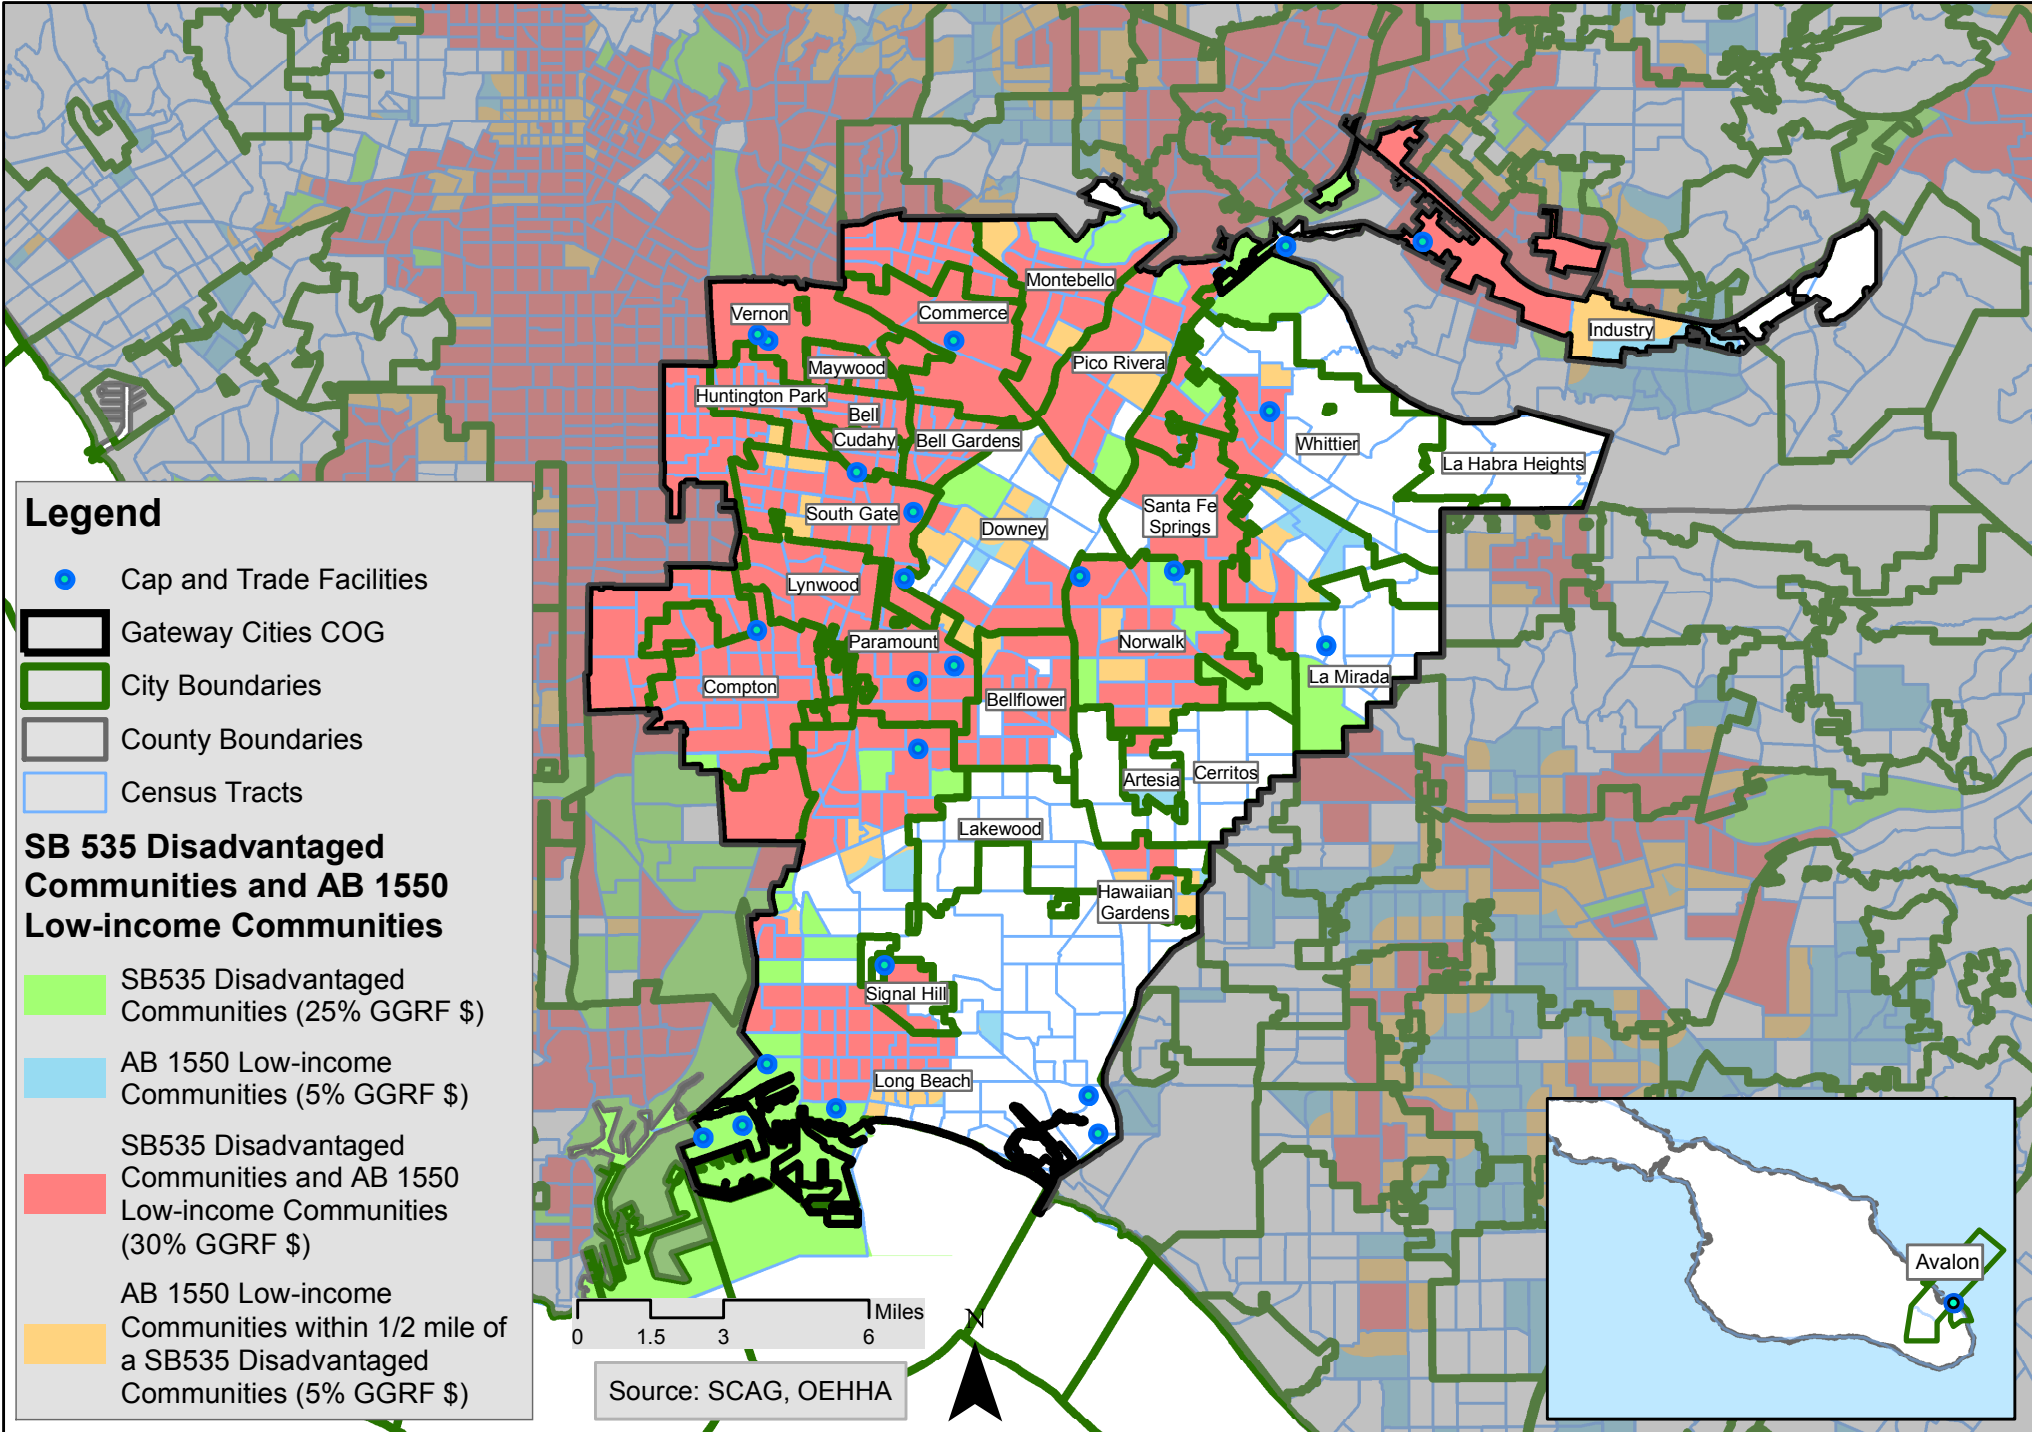 Montebello
Vernon
Commerce
Industry
Maywood
Pico Rivera
Huntington Park
Bell
Cudahy
Bell Gardens
Whittier
La Habra Heights
South Gate
Downey
Santa Fe
Springs
Lynwood
Paramount
Norwalk
Compton
Bellflower
La Mirada
Artesia
Cerritos
Lakewood
Hawaiian
Gardens
Signal Hill
Long Beach
Legend
Cap and Trade Facilities
Gateway Cities COG
City Boundaries
County Boundaries
Census Tracts
SB 535 Disadvantaged
Communities and AB 1550
Low-income Communities
SB535 Disadvantaged
Communities (25% GGRF $)
AB 1550 Low-income
Communities (5% GGRF $)
SB535 Disadvantaged
Communities and AB 1550
Low-income Communities
(30% GGRF $)
AB 1550 Low-income
Communities within 1/2 mile of
a SB535 Disadvantaged
Communities (5% GGRF $)
Miles
0 1.5 3 6
N
Source: SCAG, OEHHA
Avalon